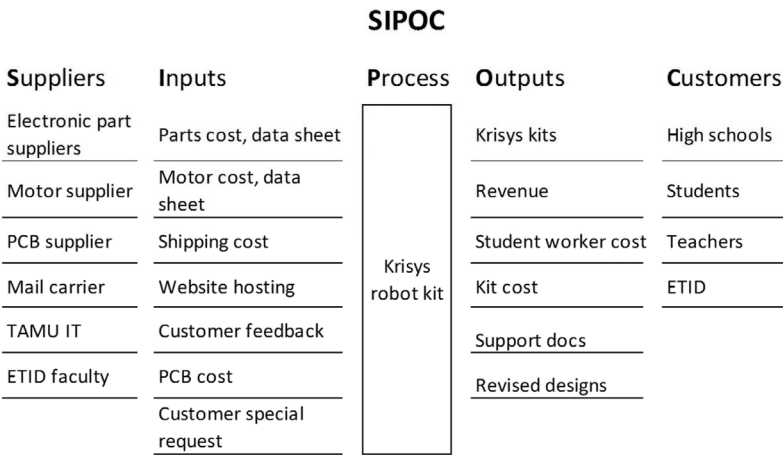 SIPOC
Suppliers
Inputs
Process
Outputs
Customers
Electronic part
suppliers
Parts cost, data sheet
Krisys kits
High schools
Motor supplier
Motor cost, data
sheet
Revenue
Students
PCB supplier
Shipping cost
Student worker cost
Teachers
Mail carrier
Website hosting
Krisys
robot kit
Kit cost
ETID
TAMU IT
Customer feedback
Support docs
ETID faculty
PCB cost
Revised designs
Customer special
request